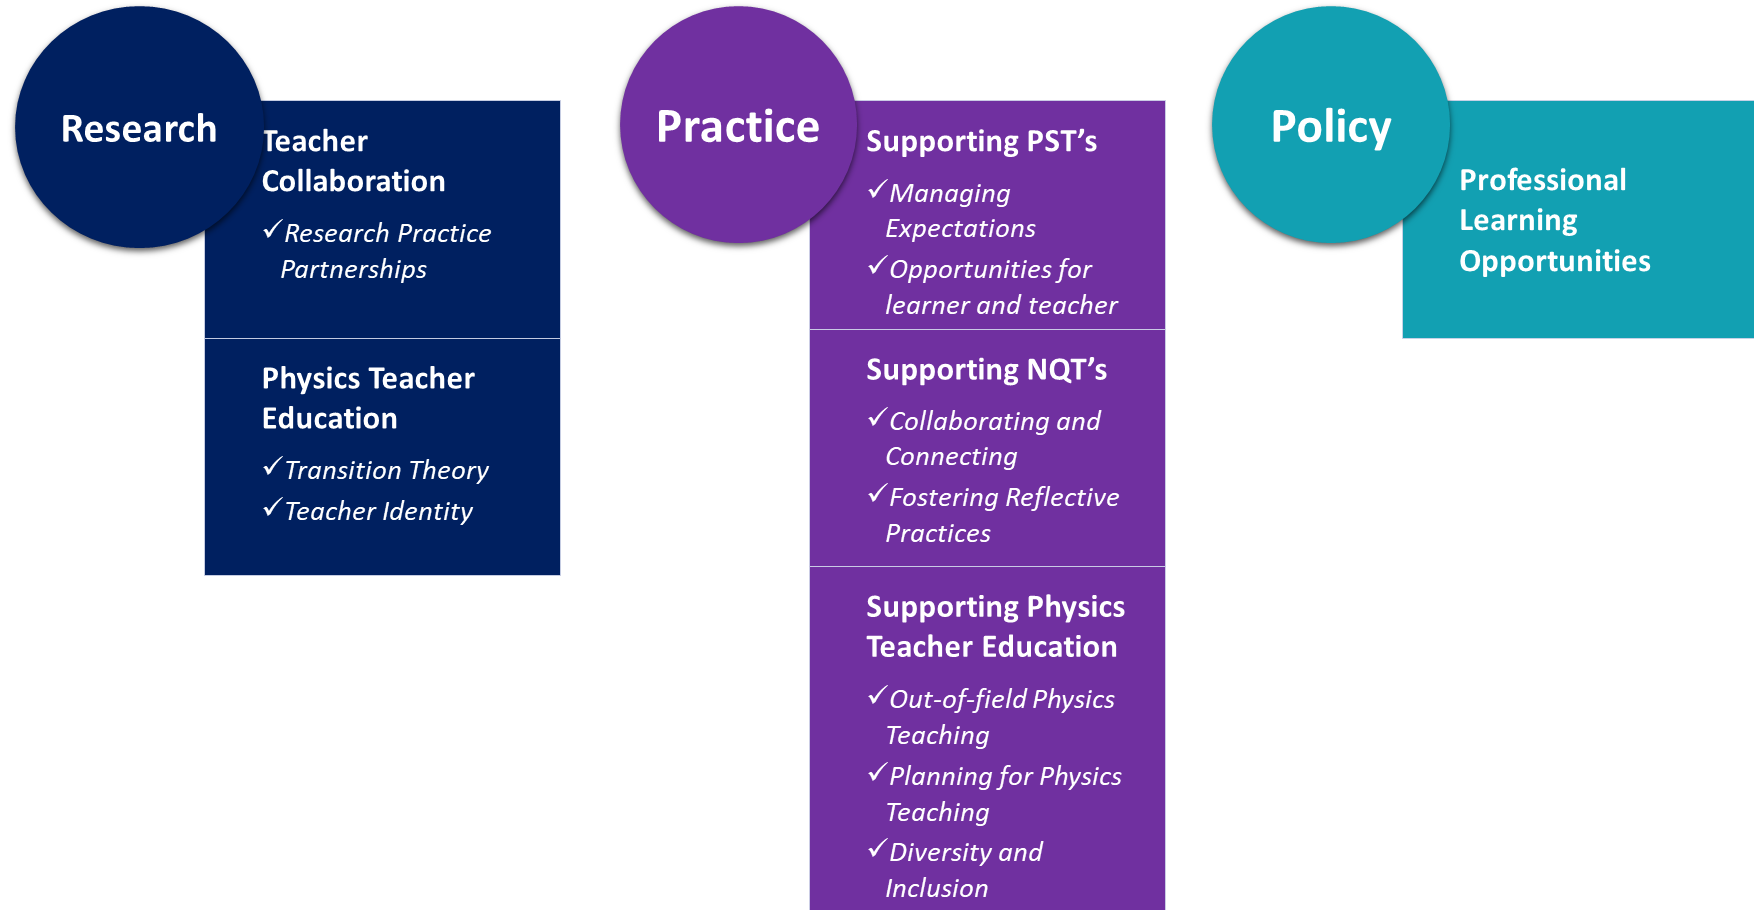 Research
Teacher
Collaboration
✓Research Practice
Partnerships
Physics Teacher
Education
✓Transition Theory
✓Teacher Identity
Practice
Supporting PST’s
✓Managing
Expectations
✓Opportunities for
learner and teacher
Supporting NQT’s
✓Collaborating and
Connecting
✓Fostering Reflective
Practices
Supporting Physics
Teacher Education
✓Out-of-field Physics
Teaching
✓Planning for Physics
Teaching
✓Diversity and
Inclusion
Policy
Professional
Learning
Opportunities